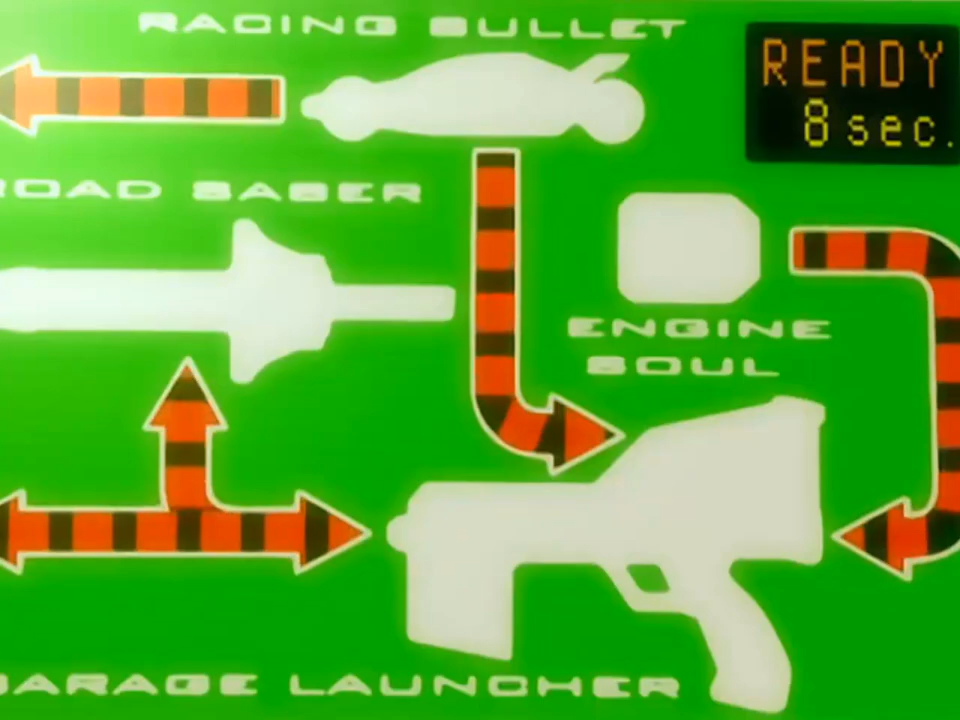 RACING BULLET
READY
8 sec.
ROAD SABER
ENGINE
SOUL
GARAGE LAUNCHER